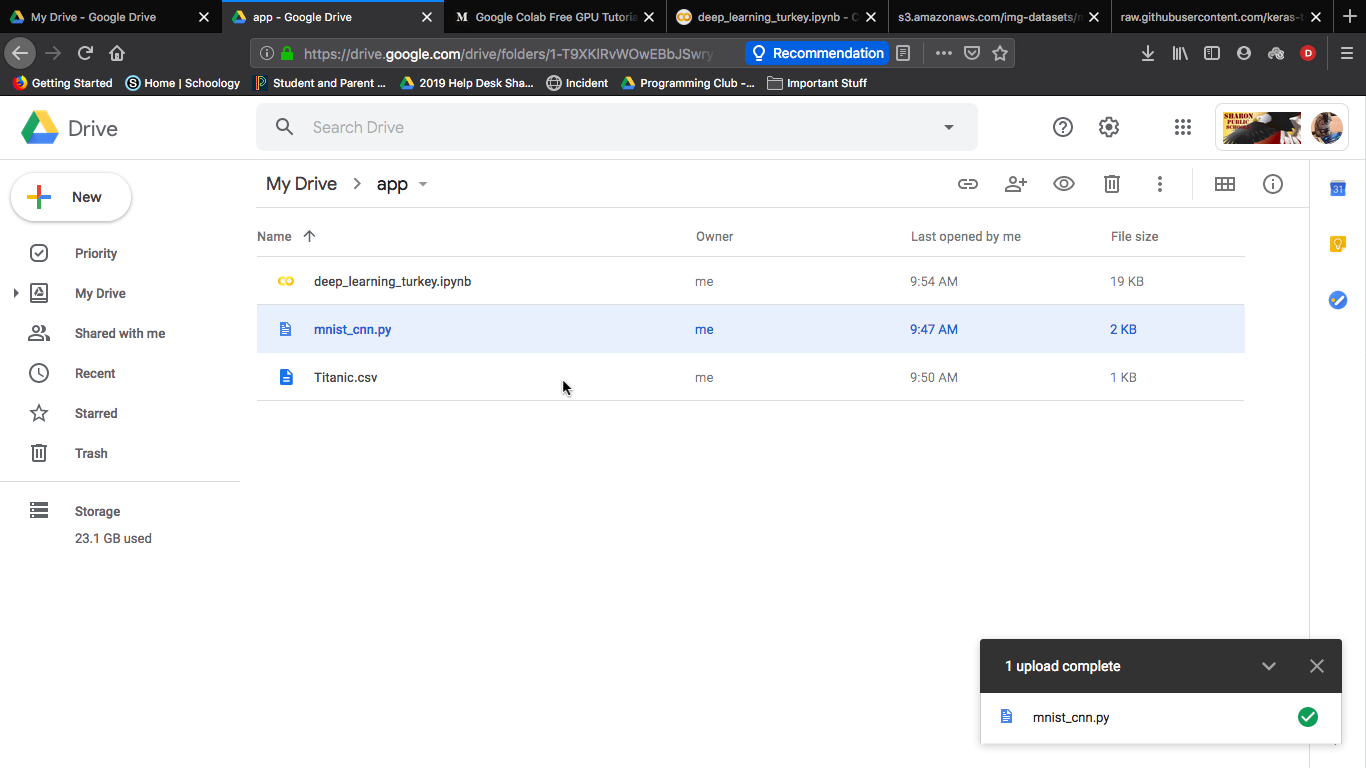 My Drive - Google Drive
app - Google Drive
Google Colab Free GPU Tutoria
deep_learning_turkey.ipynb - C
s3.amazonaws.com/img-datasets/
raw.githubusercontent.com/keras-
https://drive.google.com/drive/folders/1-T9XKlRvWOwEBbJSwry
Recommendation
Getting Started
Home | Schoology
Student and Parent ...
2019 Help Desk Sha...
Incident
Programming Club -...
Important Stuff
Drive
Search Drive
SHARON
PUBLIC
SCHOOLS
New
My Drive > app
Name
Owner
Last opened by me
File size
Priority
My Drive
Shared with me
Recent
Starred
Trash
Storage
23.1 GB used
deep_learning_turkey.ipynb me 9:54 AM 19 KB
mnist_cnn.py me 9:47 AM 2 KB
Titanic.csv me 9:50 AM 1 KB
31
1 upload complete
mnist_cnn.py